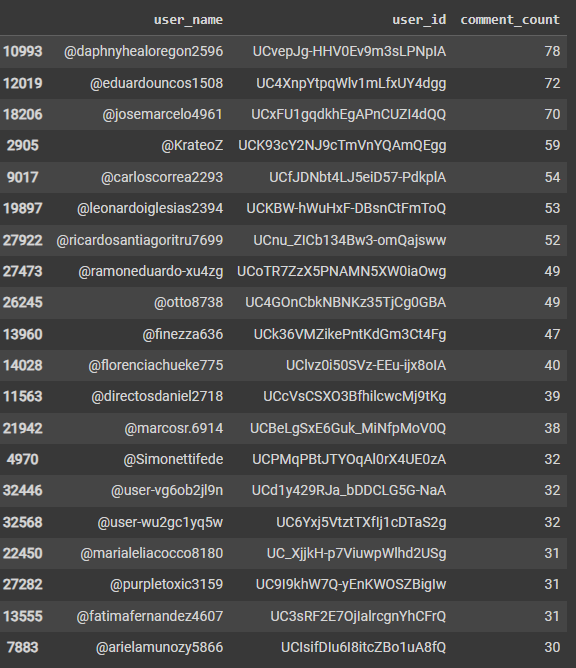 user_name user_id comment_count
10993 @daphnyhealoregon2596 UCvepJg-HHV0Ev9m3sLPNpIA 78
12019 @eduardouncos1508 UC4XnpYtpqWlv1mLfxUY4dgg 72
18206 @josemarcelo4961 UCxFU1gqdkhEgAPnCUZI4dQQ 70
2905 @KrateoZ UCK93cY2NJ9cTmVnYQAmQEgg 59
9017 @carloscorrea2293 UCfJDNbt4LJ5eiD57-PdkpIA 54
19897 @leonardoiglesias2394 UCKBW-hWuHxF-DBsnCtFmToQ 53
27922 @ricardosantiagoritru7699 UCnu_ZICb134Bw3-omQajsww 52
27473 @ramoneduardo-xu4zg UCoTR7ZzX5PNAMN5XW0iaOwg 49
26245 @otto8738 UC4GOnCbkNBNKz35TjCg0GBA 49
13960 @finezza636 UCk36VMZikePntKdGm3Ct4Fg 47
14028 @florenciachueke775 UClvz0i50SVz-EEu-ijx8oIA 40
11563 @directosdaniel2718 UCcVsCSXO3BfhilcwcMj9tKg 39
21942 @marcosr.6914 UCBeLgSxE6Guk_MiNfpMoV0Q 38
4970 @Simonettifede UCPMqPBtJTYOqAl0rX4UE0zA 32
32446 @user-vg6ob2jl9n UCd1y429RJa_bDDCLG5G-NaA 32
32568 @user-wu2gc1yq5w UC6Yxj5VtztTXfIj1cDTaS2g 32
22450 @marialeliacocco8180 UC_XjjkH-p7ViuwpWlhd2USg 31
27282 @purpletoxic3159 UC9I9khW7Q-yEnKWOSZBigIw 31
13555 @fatimafernandez4607 UC3sRF2E7OjIalrcgnYhCFrQ 31
7883 @arielamunozy5866 UCIsifDIu6I8itcZBo1uA8fQ 30